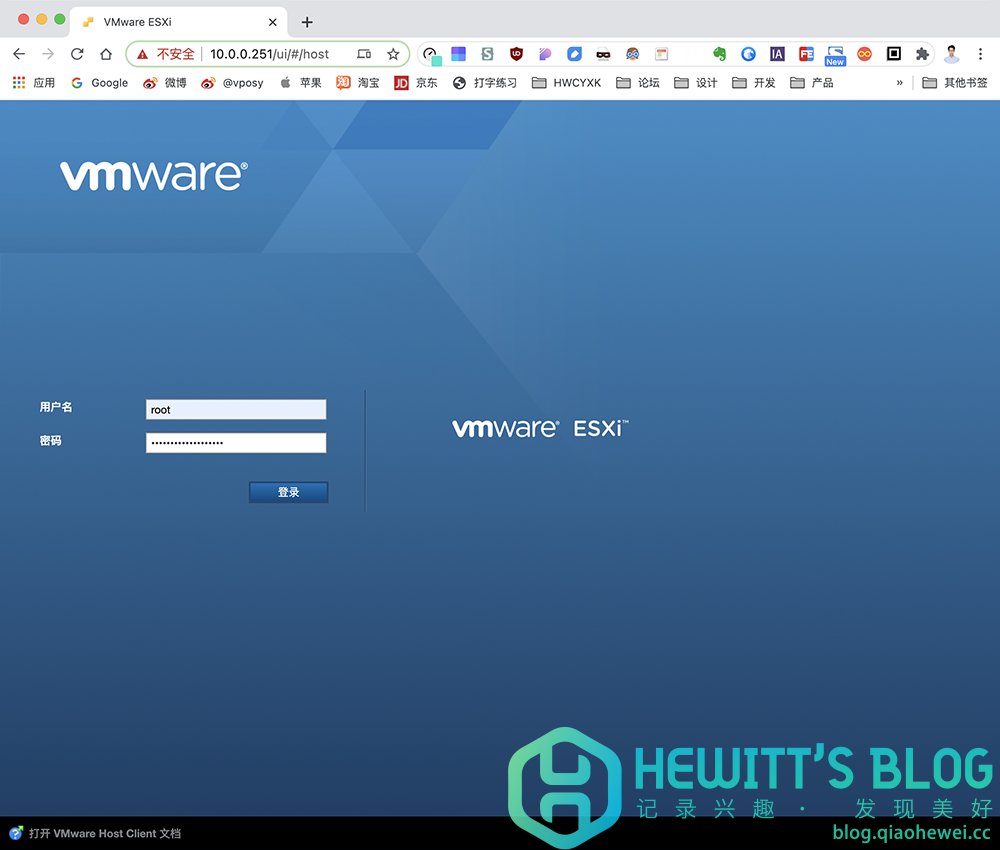 VMware ESXi
不安全 10.0.0.251/ui/#/host
New
应用 Google 微博 @vposy 苹果 淘宝 京东 打字练习 HWCYXK 论坛 设计 开发 产品 » 其他书签
vmware®
用户名 root
密码 ••••••••••••••••••
vmware® ESXi™
登录
HEWITT'S BLOG
记录兴趣 · 发现美好
打开 VMware Host Client 文档
blog.qiaohewei.cc